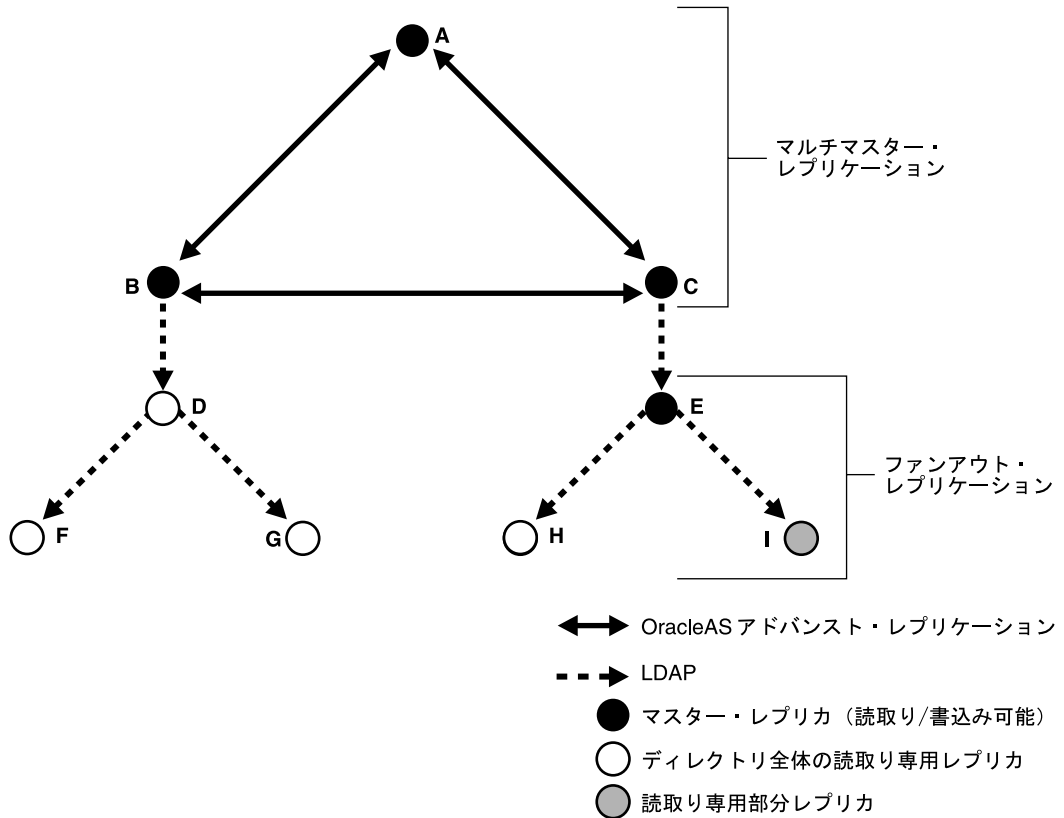 A
マルチマスター・
レプリケーション
B
C
D
E
ファンアウト・
レプリケーション
F
G
H
I
OracleAS アドバンスト・レプリケーション
LDAP
マスター・レプリカ（読取り/書込み可能）
ディレクトリ全体の読取り専用レプリカ
読取り専用部分レプリカ